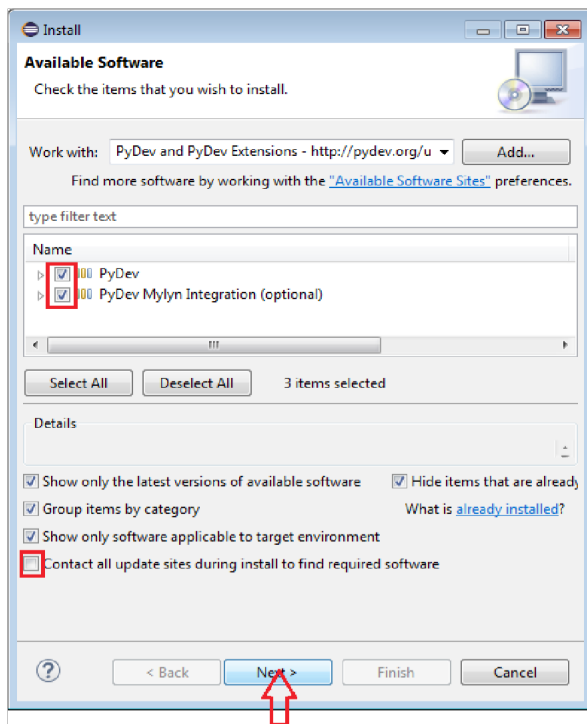 Install
Available Software
Check the items that you wish to install.
Work with: PyDev and PyDev Extensions - http://pydev.org/u Add...
Find more software by working with the "Available Software Sites" preferences.
type filter text
Name
PyDev
PyDev Mylyn Integration (optional)
Select All Deselect All 3 items selected
Details
Show only the latest versions of available software Hide items that are already
Group items by category What is already installed?
Show only software applicable to target environment
Contact all update sites during install to find required software
? < Back Next > Finish Cancel